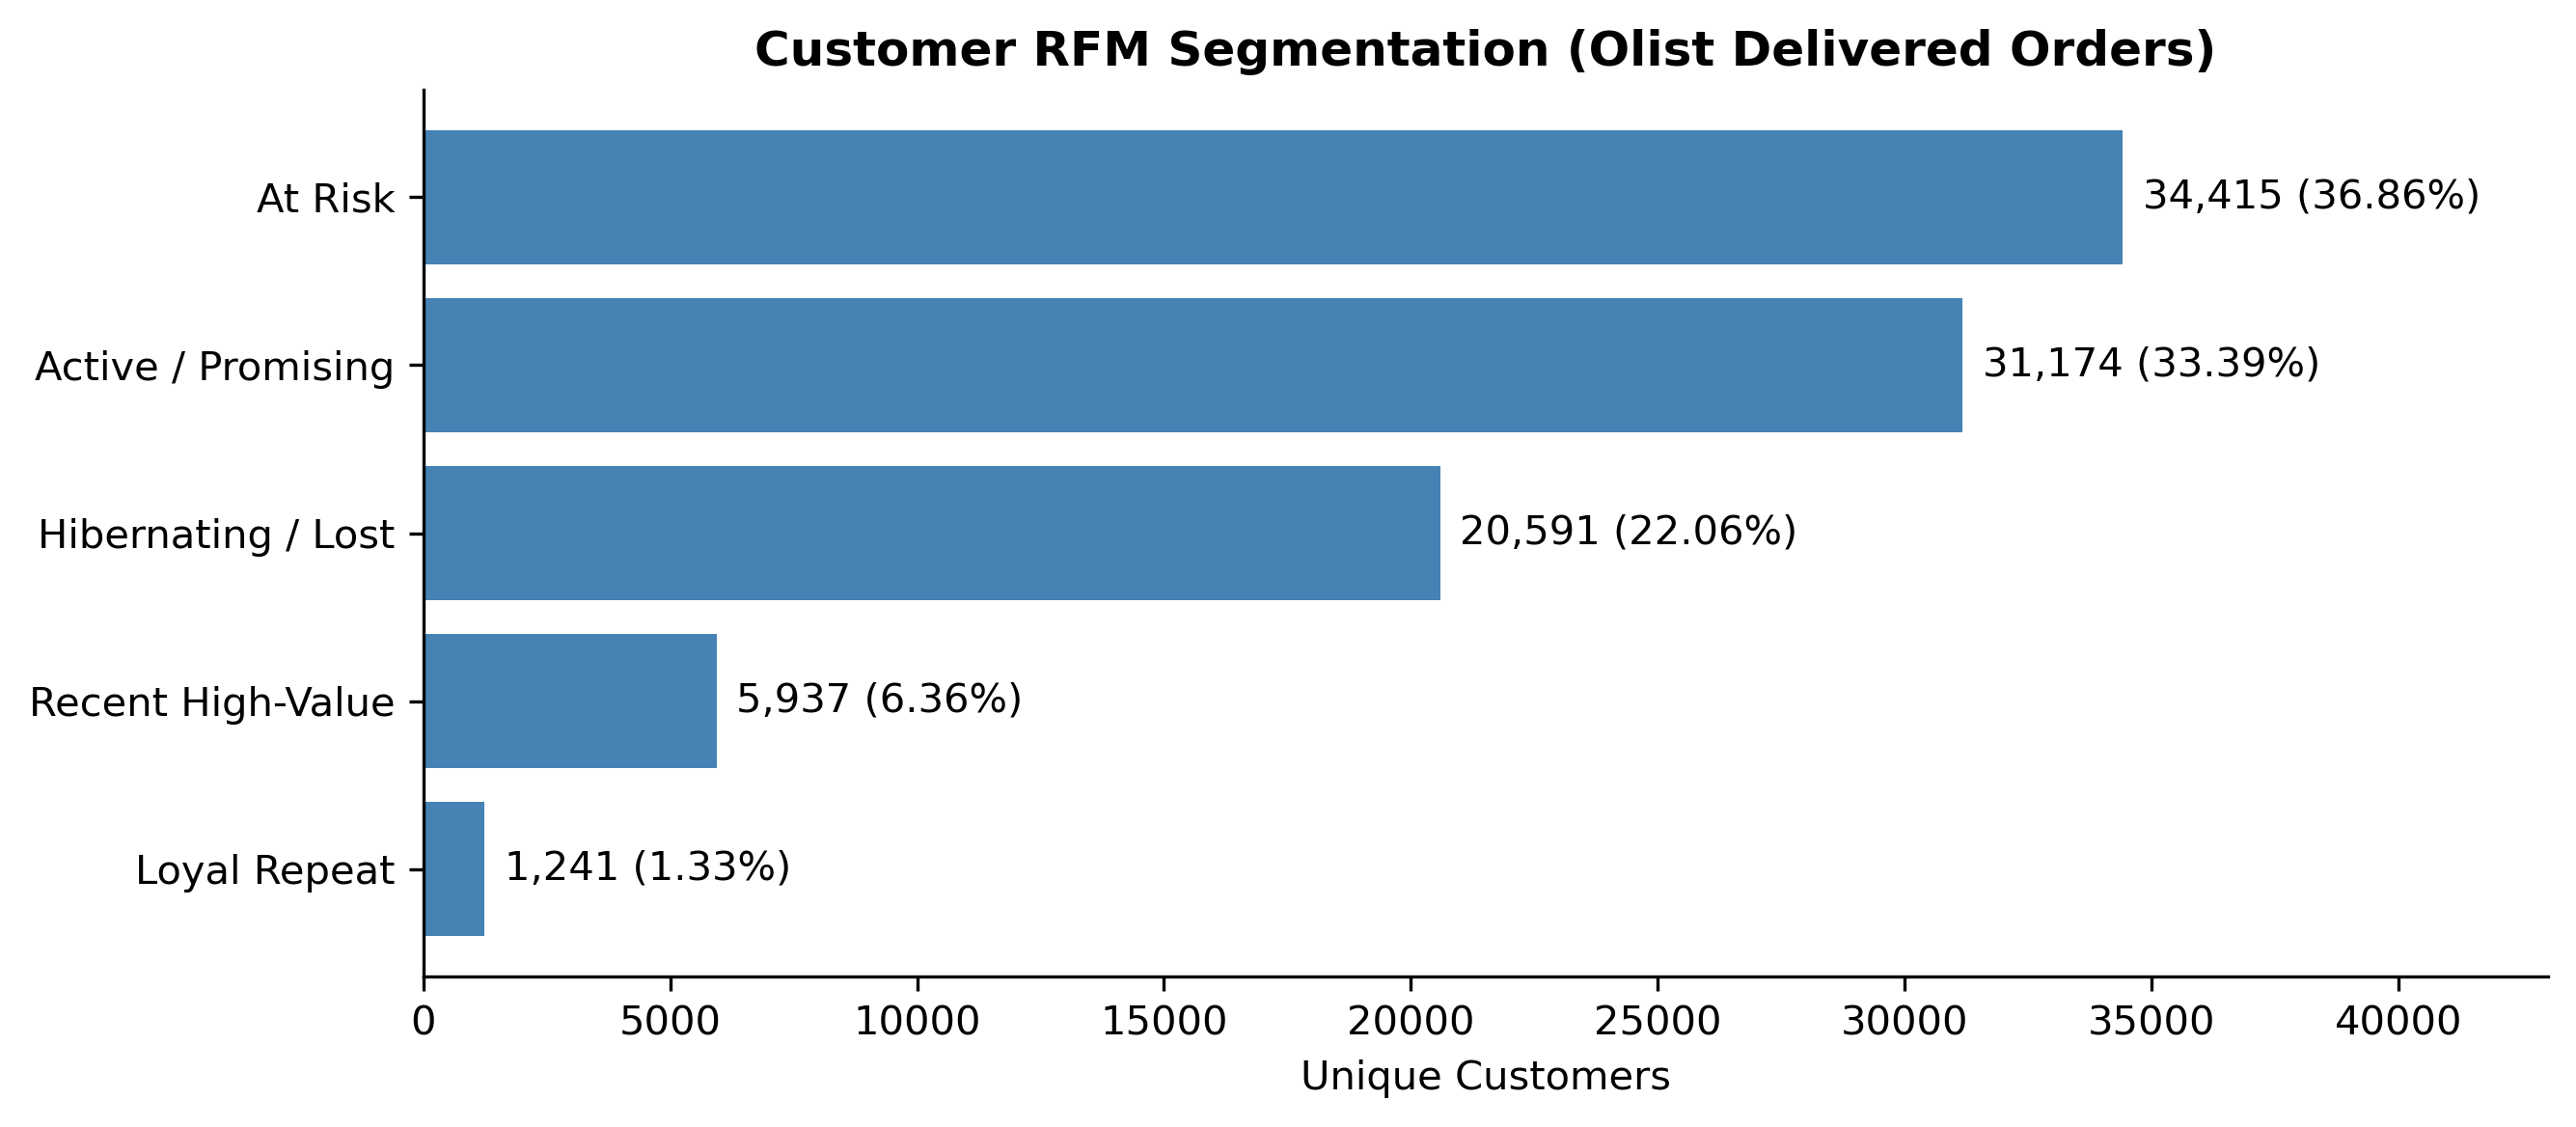 Customer RFM Segmentation (Olist Delivered Orders)
At Risk
34,415 (36.86%)
Active / Promising
31,174 (33.39%)
Hibernating / Lost
20,591 (22.06%)
Recent High-Value
5,937 (6.36%)
Loyal Repeat
1,241 (1.33%)
0 5000 10000 15000 20000 25000 30000 35000 40000
Unique Customers